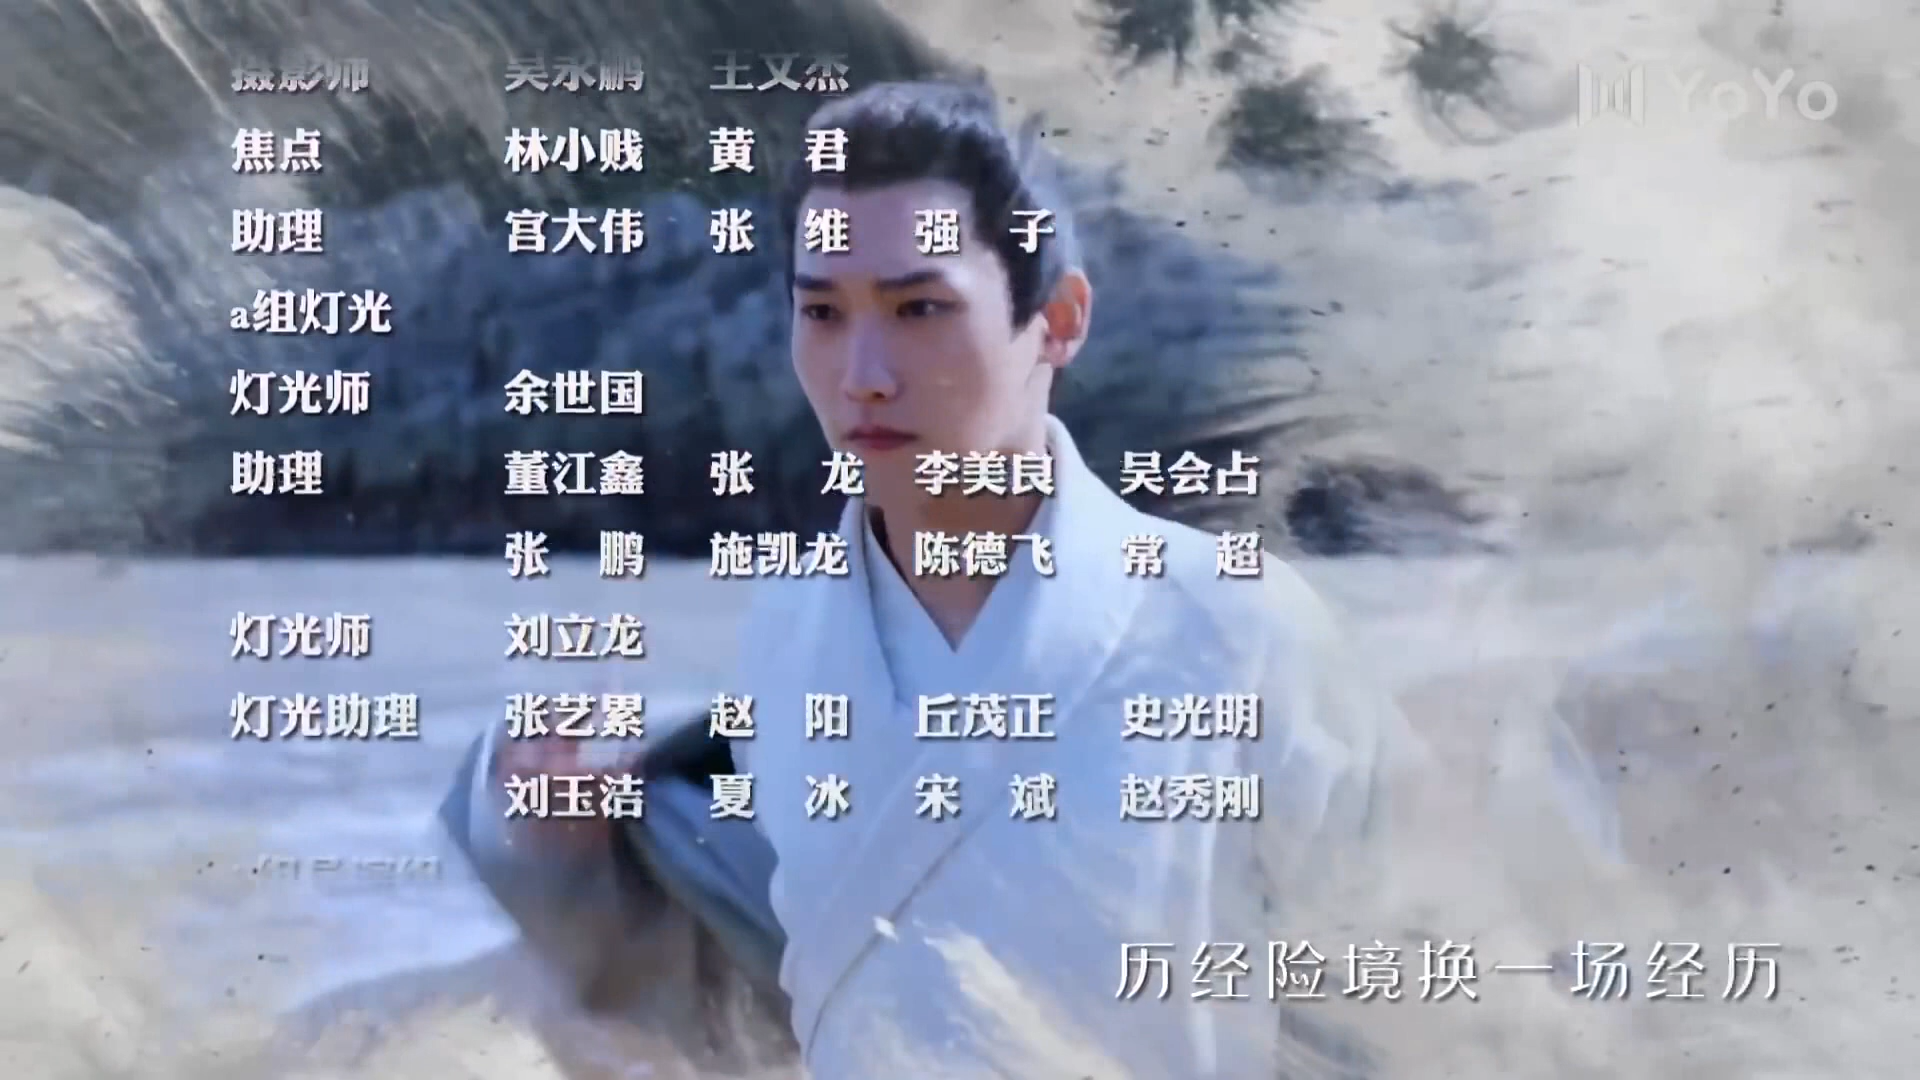 摄影师 吴永鹏 王文杰
YoYo
焦点 林小贱 黄君
助理 宫大伟 张维 强子
a组灯光
灯光师 余世国
助理 董江鑫 张龙 李美良 吴会占
张鹏 施凯龙 陈德飞 常超
灯光师 刘立龙
灯光助理 张艺累 赵阳 丘茂正 史光明
刘玉洁 夏冰 宋斌 赵秀刚
历经险境换一场经历